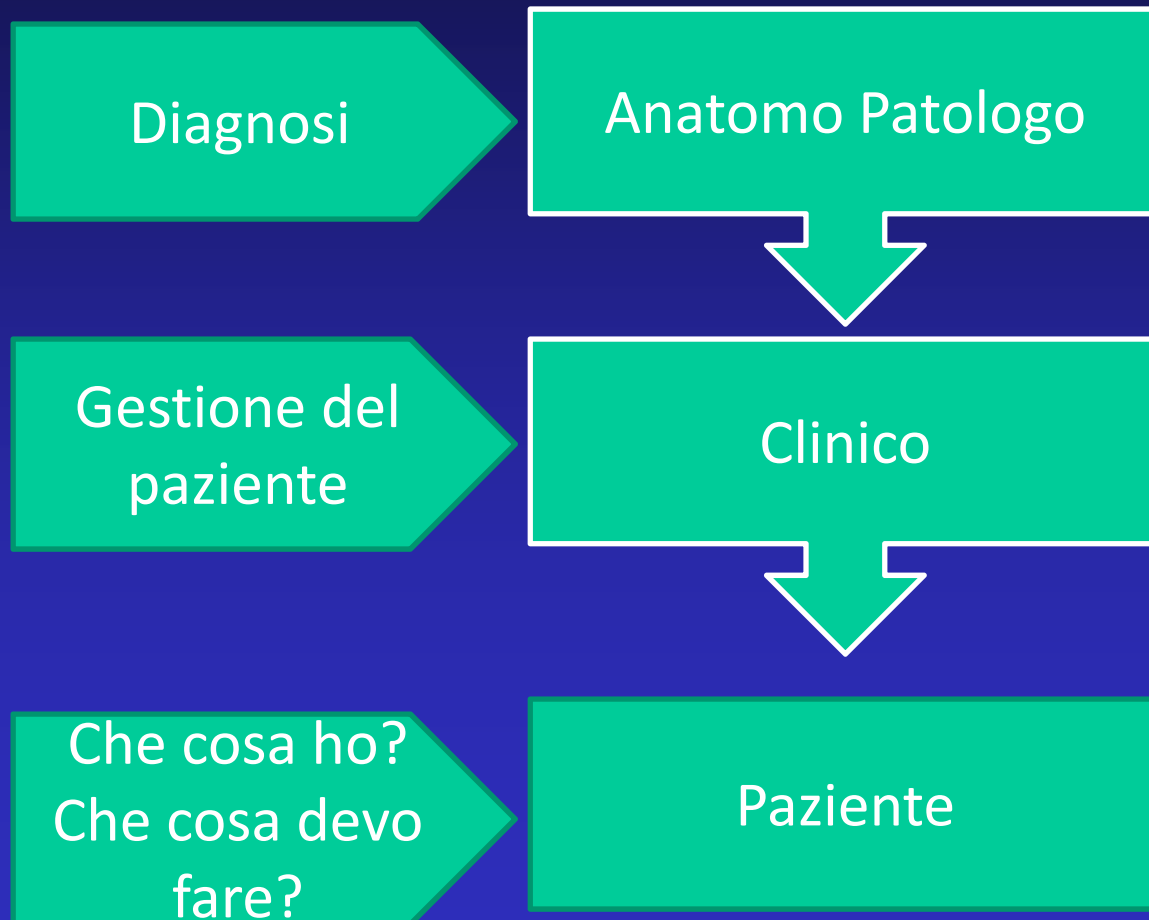 Diagnosi
Anatomo Patologo
Gestione del
paziente
Clinico
Che cosa ho?
Che cosa devo
fare?
Paziente